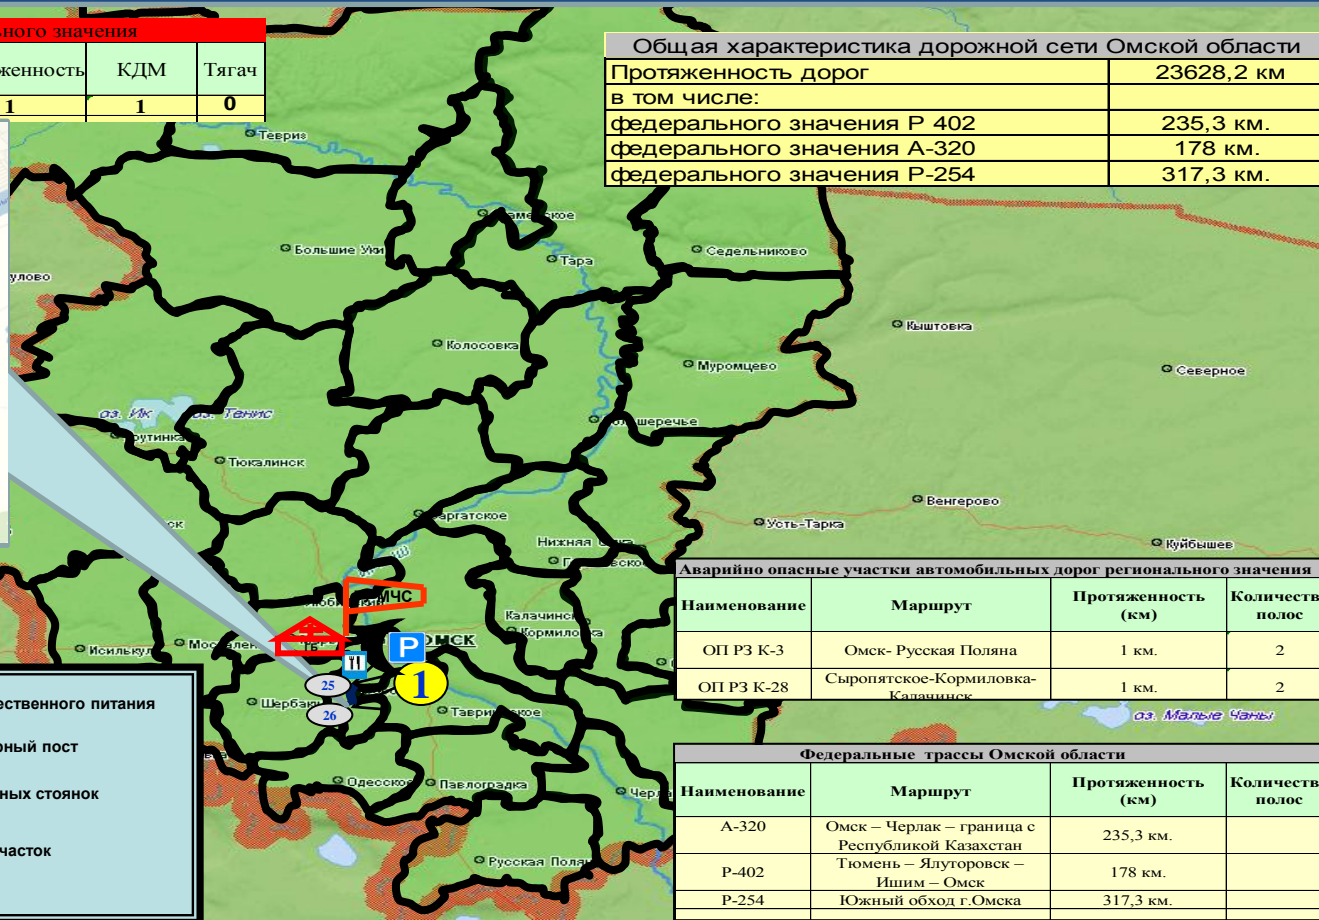 ного значения
женность КДМ Тягач
1 1 0
Общая характеристика дорожной сети Омской области
Протяженность дорог 23628,2 км
в том числе:
федерального значения Р 402 235,3 км.
федерального значения А-320 178 км.
федерального значения Р-254 317,3 км.
Тевриз
Большие Уки
Тара
Седельниково
улово
Кыштовка
Колосовка
Муромцево
Северное
оз. Ик
оз. Тенис
Тюкалинск
Венгерово
Усть-Тарка
Куйбышев
Нижняя
МЧС
Калачинск
Кормиловка
ОМСК
P
ТБ
Исилькул
25
1
26
Одесское
Павлоградка
оз. Малые Чаны
Аварийно опасные участки автомобильных дорог регионального значения
Наименование Маршрут Протяженность (км) Количеств полос
ОП РЗ К-3 Омск- Русская Поляна 1 км. 2
ОП РЗ К-28 Сыропятское-Кормиловка-Калачинск 1 км. 2
ественного питания
рный пост
ных стоянок
часток
Федеральные трассы Омской области
Наименование Маршрут Протяженность (км) Количеств полос
А-320 Омск – Черлак – граница с Республикой Казахстан 235,3 км.
Р-402 Тюмень – Ялуторовск – Ишим – Омск 178 км.
Р-254 Южный обход г.Омска 317,3 км.